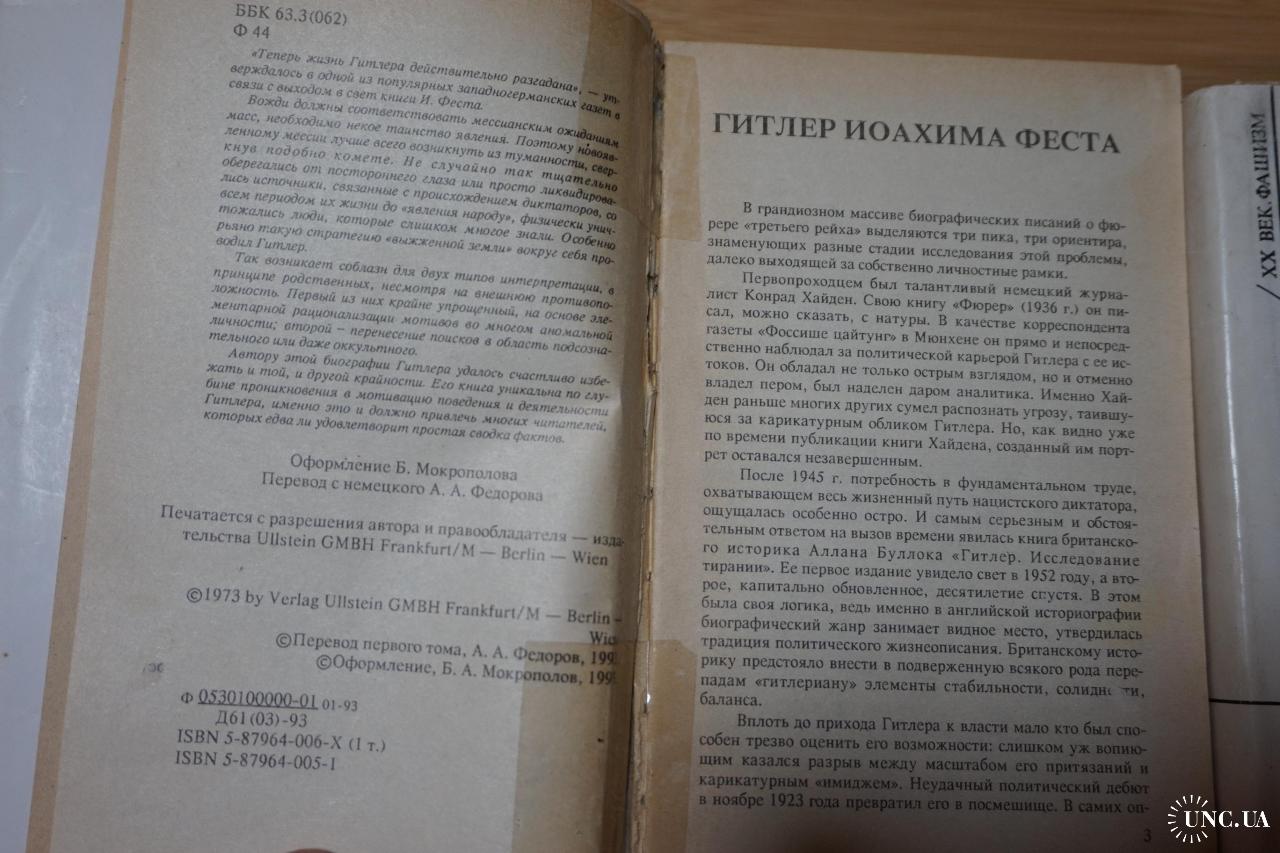 ББК 63.3(062)
Ф 44
«Теперь жизнь Гитлера действительно разгадана», — ут-
верждалось в одной из популярных западногерманских газет в
связи с выходом в свет книги И. Феста.
Вожди должны соответствовать мессианским ожиданиям
масс, необходимо некое таинство явления. Поэтому новояв-
ленному мессии лучше всего возникнуть из туманности, свер-
кнув подобно комете. Не случайно так тщательно
оберегались от постороннего глаза или просто ликвидирова-
лись источники, связанные с происхождением диктаторов, со
всем периодом их жизни до «явления народу», физически унич-
тожались люди, которые слишком много знали. Особенно
рьяно такую стратегию «выжженной земли» вокруг себя про-
водил Гитлер.
Так возникает соблазн для двух типов интерпретации, в
принципе родственных, несмотря на внешнюю противопо-
ложность. Первый из них крайне упрощенный, на основе эле-
ментарной рационализации мотивов во многом аномальной
личности; второй – перенесение поисков в область подсозна-
тельного или даже оккультного.
Автору этой биографии Гитлера удалось счастливо избе-
жать и той, и другой крайности. Его книга уникальна по глу-
бине проникновения в мотивацию поведения и деятельности
Гитлера, именно это и должно привлечь многих читателей,
которых едва ли удовлетворит простая сводка фактов.
Оформление Б. Мокрополова
Перевод с немецкого А. А. Федорова
Печатается с разрешения автора и правообладателя — изда-
тельства Ullstein GMBH Frankfurt/M — Berlin — Wien
©1973 by Verlag Ullstein GMBH Frankfurt/M — Berlin –
Wie
©Перевод первого тома, А. А. Федоров, 199
©Оформление, Б. А. Мокрополов, 199
Ф 0530100000-01 01-93
Д61(03)-93
ISBN 5-87964-006-X (1 т.)
ISBN 5-87964-005-1
ГИТЛЕР ИОАХИМА ФЕСТА
В грандиозном массиве биографических писаний о фю-
рере «третьего рейха» выделяются три пика, три ориентира,
знаменующих разные стадии исследования этой проблемы,
далеко выходящей за собственно личностные рамки.
Первопроходцем был талантливый немецкий журна-
лист Конрад Хайден. Свою книгу «Фюрер» (1936 г.) он пи-
сал, можно сказать, с натуры. В качестве корреспондента
газеты «Фоссише цайтунг» в Мюнхене он прямо и непосред-
ственно наблюдал за политической карьерой Гитлера с ее ис-
токов. Он обладал не только острым взглядом, но и отменно
владел пером, был наделен даром аналитика. Именно Хай-
ден раньше многих других сумел распознать угрозу, таившу-
юся за карикатурным обликом Гитлера. Но, как видно уже
по времени публикации книги Хайдена, созданный им порт-
рет оставался незавершенным.
После 1945 г. потребность в фундаментальном труде,
охватывающем весь жизненный путь нацистского диктатора,
ощущалась особенно остро. И самым серьезным и обстоя-
тельным ответом на вызов времени явилась книга британско-
го историка Аллана Буллока «Гитлер. Исследование
тирании». Ее первое издание увидело свет в 1952 году, а вто-
рое, капитально обновленное, десятилетие спустя. В этом
была своя логика, ведь именно в английской историографии
биографический жанр занимает видное место, утвердилась
традиция политического жизнеописания. Британскому исто-
рику предстояло внести в подверженную всякого рода пере-
падам «гитлериану» элементы стабильности, солидности,
баланса.
Вплоть до прихода Гитлера к власти мало кто был спо-
собен трезво оценить его возможности: слишком уж вопию-
щим казался разрыв между масштабом его притязаний и
карикатурным «имиджем». Неудачный политический дебют
в ноябре 1923 года превратил его в посмешище. В самих оп-
3
/ XX ВЕК. ФАШИЗМ
UNC.UA